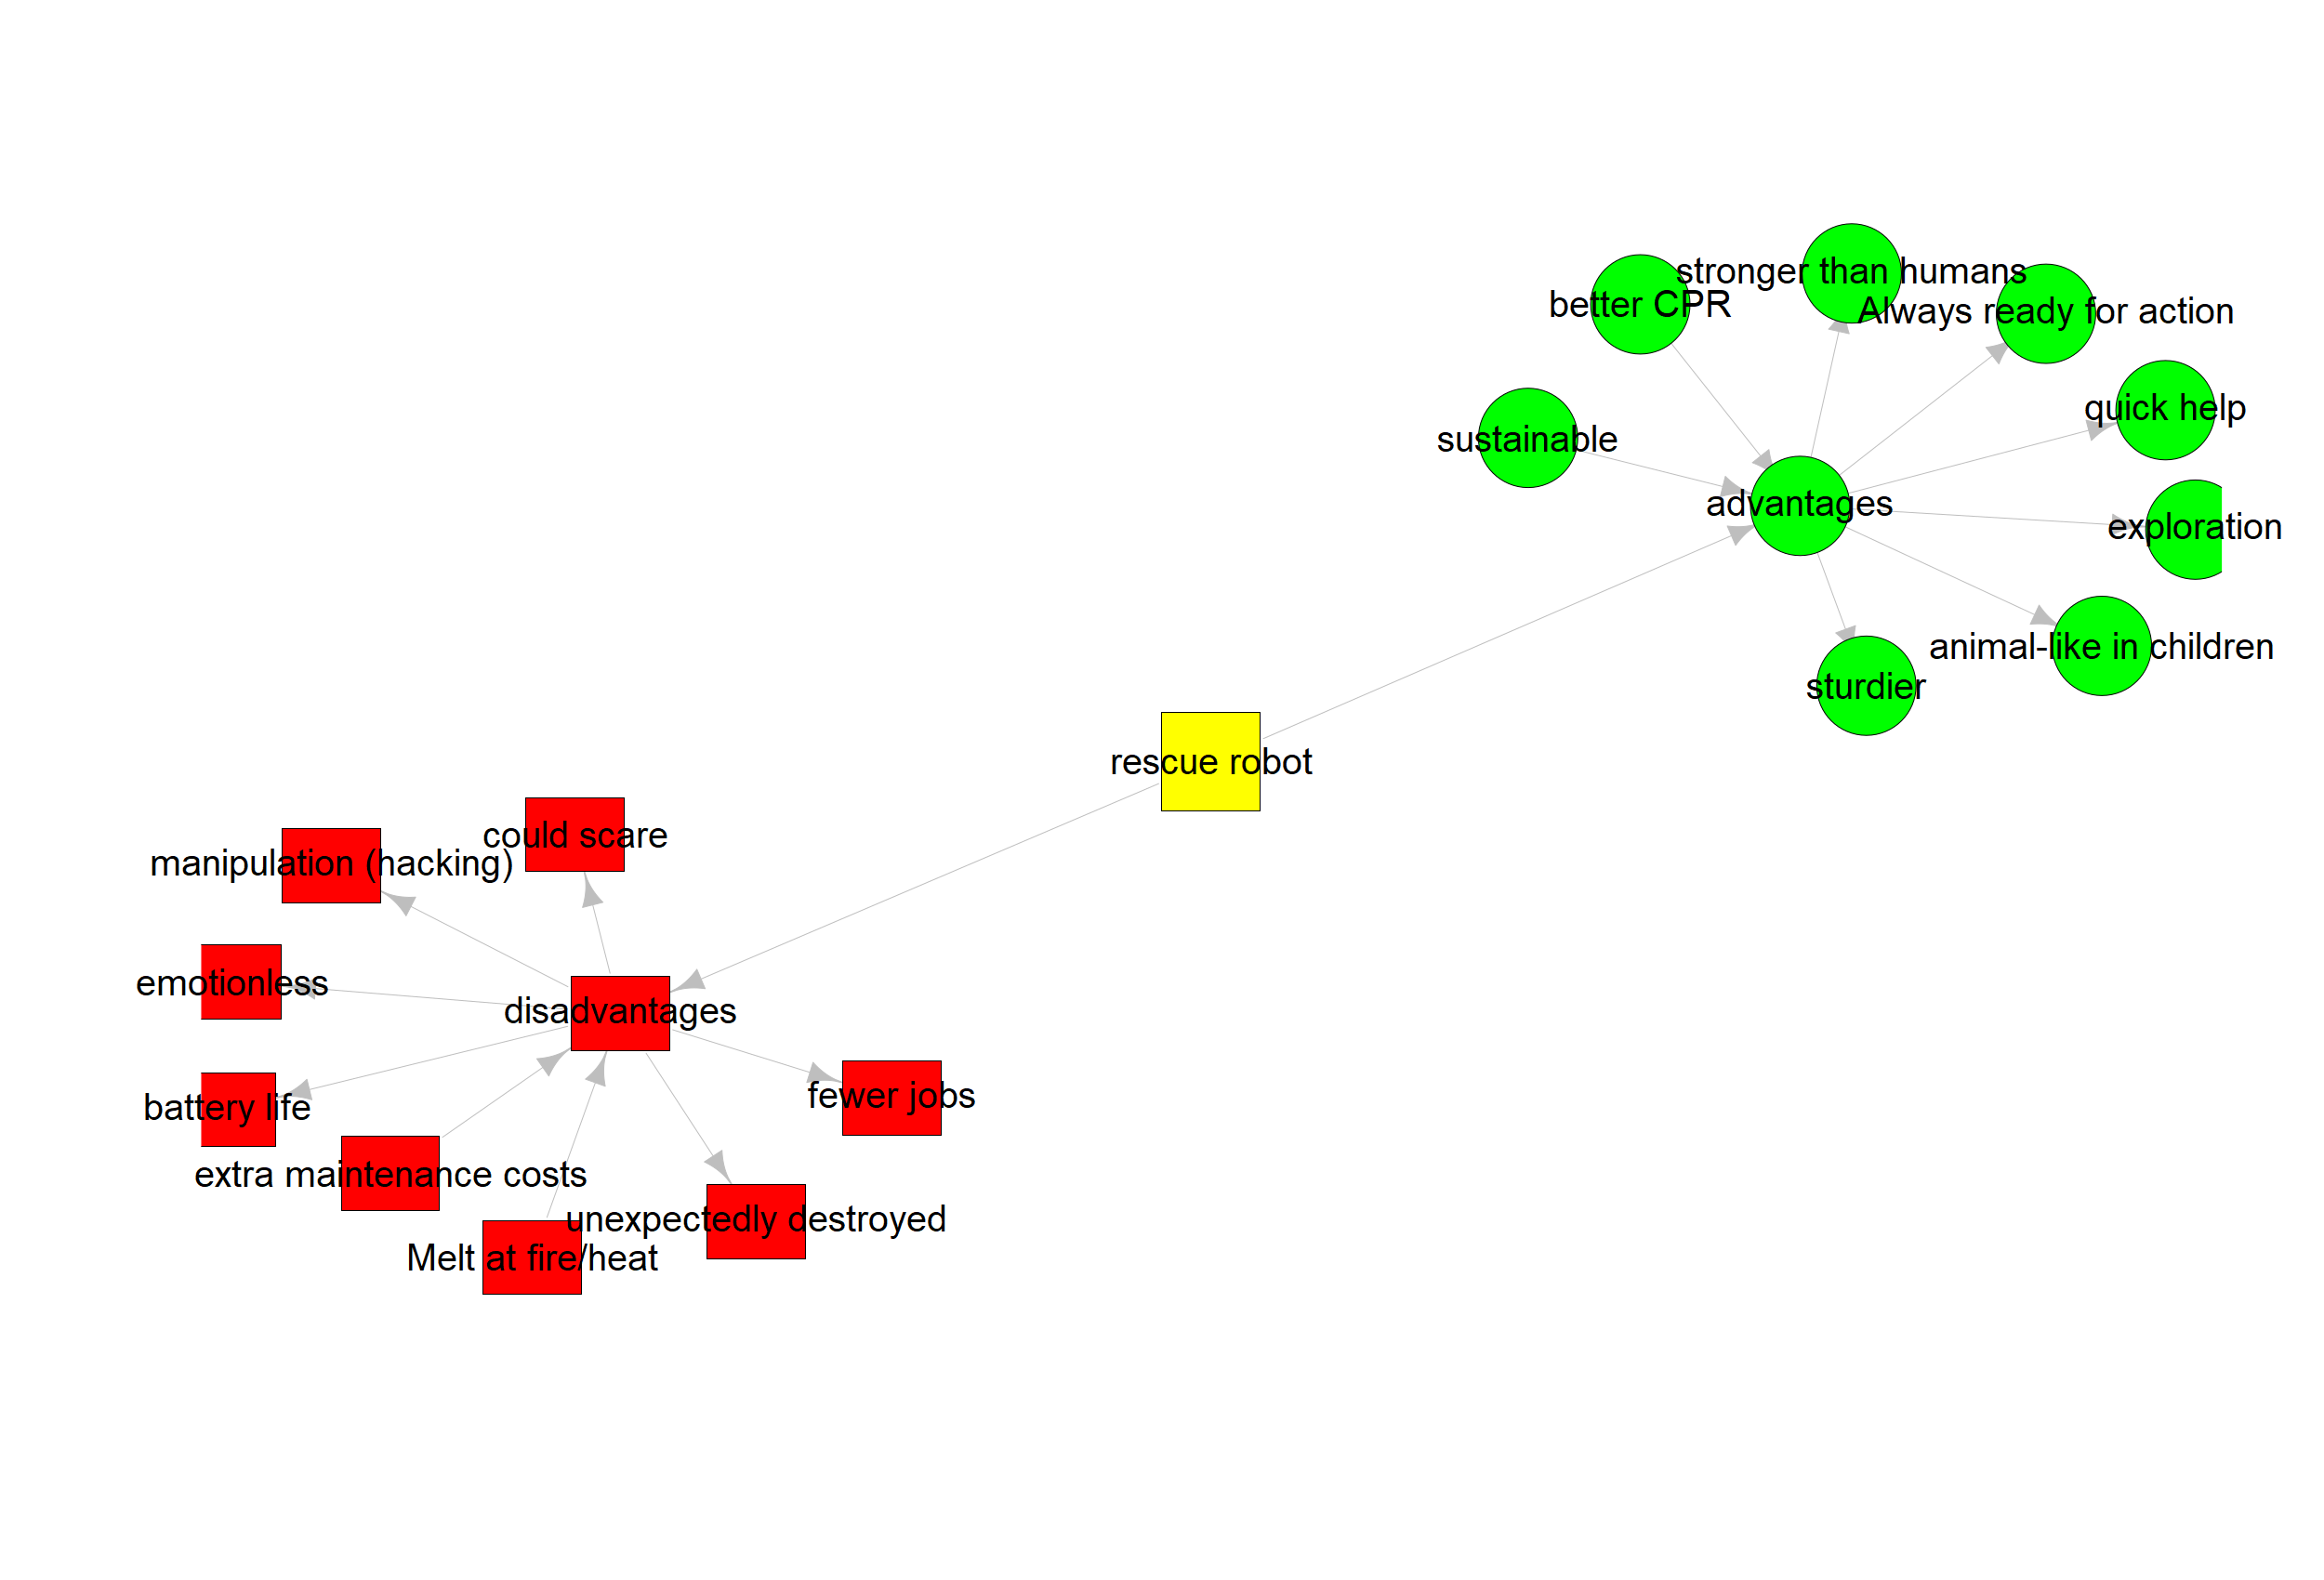 stronger than humans
better CPR
Always ready for action
quick help
sustainable
advantages
exploration
animal-like in children
sturdier
rescue robot
could scare
manipulation (hacking)
emotionless
disadvantages
fewer jobs
battery life
extra maintenance costs
unexpectedly destroyed
Melt at fire/heat